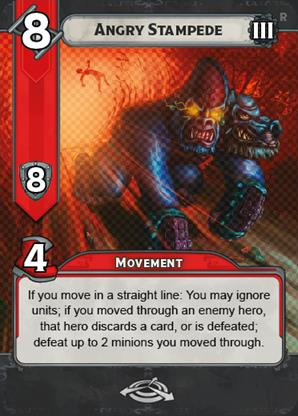 8
ANGRY STAMPEDE
III
R
8
4
MOVEMENT
If you move in a straight line: You may ignore
units; if you moved through an enemy hero,
that hero discards a card, or is defeated;
defeat up to 2 minions you moved through.